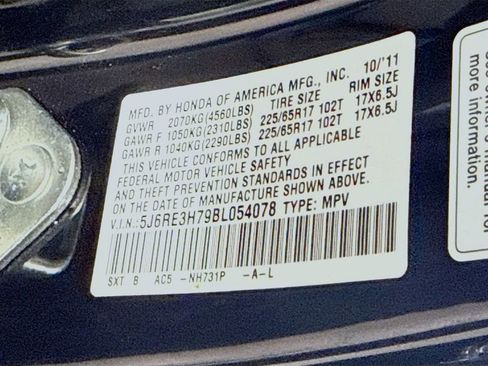 MFD. BY HONDA OF AMERICA MFG., INC. 10/'11
GVWR 2070KG(4560LBS) TIRE SIZE RIM SIZE
GAWR F 1050KG(2310LBS) 225/65R17 102T 17X6.5J
GAWR R 1040KG(2290LBS) 225/65R17 102T 17X6.5J
THIS VEHICLE CONFORMS TO ALL APPLICABLE
FEDERAL MOTOR VEHICLE SAFETY
AND THEFT PREVENTION STANDARDS IN EFFECT
ON THE DATE OF MANUFACTURE SHOWN ABOVE.
V.I.N.: 5J6RE3H79BL054078 TYPE: MPV
SXT B AC5 -NH731P -A-L
more information.
manual for